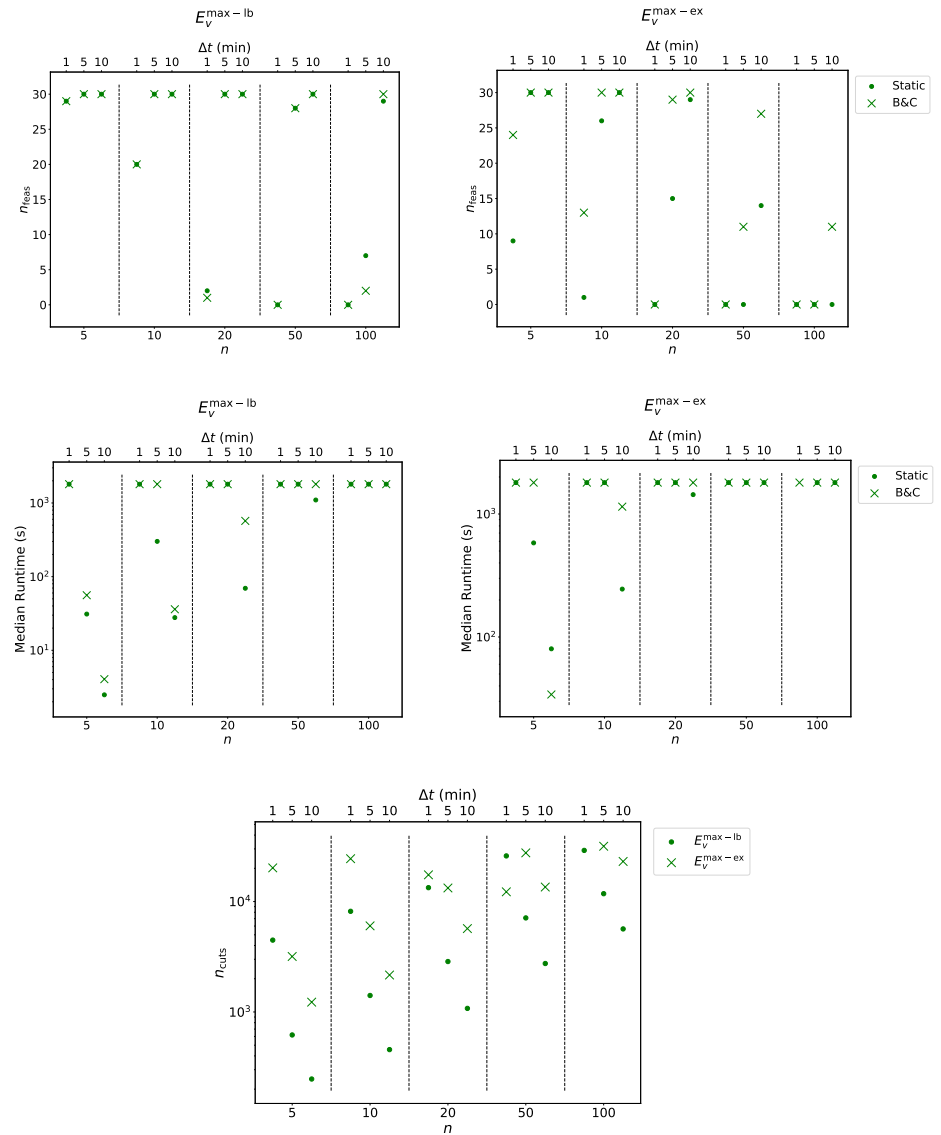 E_v^{max−lb}
Δt (min)
1 5 10 1 5 10 1 5 10 1 5 10 1 5 10
30
25
20
15
10
5
0
n_feas
5 10 20 50 100
n
E_v^{max−ex}
Δt (min)
1 5 10 1 5 10 1 5 10 1 5 10 1 5 10
30
25
20
15
10
5
0
n_feas
5 10 20 50 100
n
Static
B&C
E_v^{max−lb}
Δt (min)
1 5 10 1 5 10 1 5 10 1 5 10 1 5 10
10^3
10^2
10^1
Median Runtime (s)
5 10 20 50 100
n
E_v^{max−ex}
Δt (min)
1 5 10 1 5 10 1 5 10 1 5 10 1 5 10
10^3
10^2
Median Runtime (s)
5 10 20 50 100
n
Static
B&C
Δt (min)
1 5 10 1 5 10 1 5 10 1 5 10 1 5 10
10^4
10^3
n_cuts
5 10 20 50 100
n
E_v^{max−lb}
E_v^{max−ex}